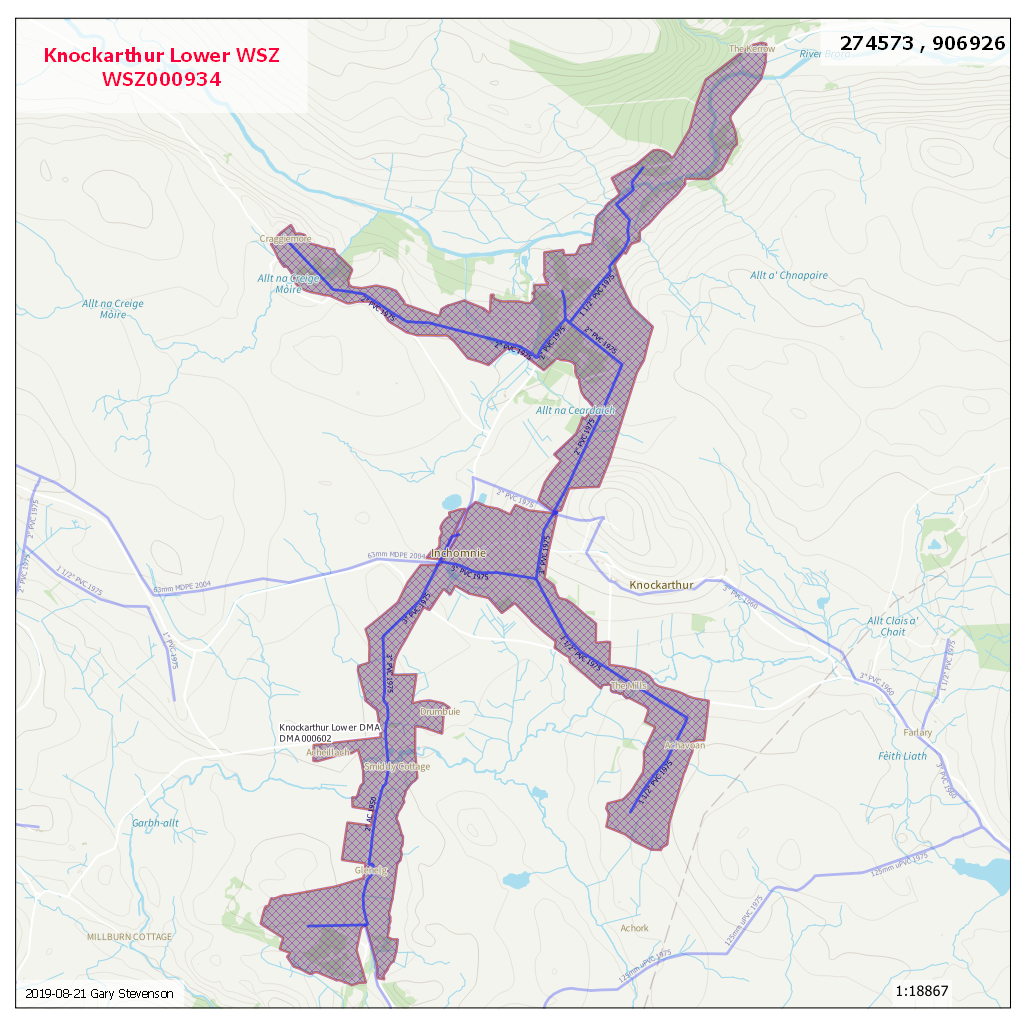 Knockarthur Lower WSZ
WSZ000934
274573 , 906926
The Kerrow
River Brora
Craggiemore
Allt na Creige
Mòire
Allt a' Chnapaire
Allt na Creige
Mòire
2" PVC 1975
1 1/2" PVC 1975
2" PVC 1975
2" PVC 1975
2" PVC 1975
Allt na Ceardaich
2" PVC 1975
2" PVC 1975
2" PVC 1975
63mm MDPE 2004
Inchomnie
3" PVC 1975
3" PVC 1975
2" PVC 1975
1 1/2" PVC 1975
63mm MDPE 2004
Knockarthur
3" PVC 1960
3" PVC 1975
Allt Clais a'
Chait
1" PVC 1975
3" PVC 1975
1 1/2" PVC 1975
1 1/2" PVC 1975
The Mills
3" PVC 1960
Drumbuie
Knockarthur Lower DMA
DMA000602
Acheillach
Achavoan
Farlary
Fèith Liath
Smiddy Cottage
1 1/2" PVC 1975
3" PVC 1960
2" AC 1950
Garbh-allt
Glenelg
125mm uPVC 1975
MILLBURN COTTAGE
Achork
125mm uPVC 1975
125mm uPVC 1975
2019-08-21 Gary Stevenson
1:18867